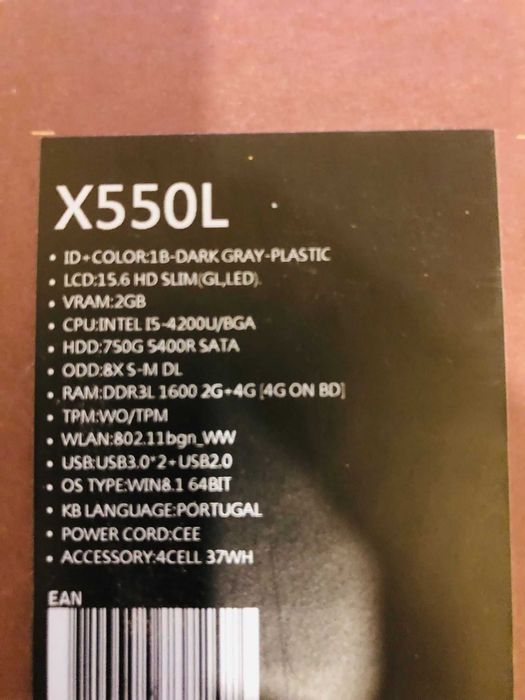 X550L
• ID+COLOR:1B-DARK GRAY-PLASTIC
• LCD:15.6 HD SLIM(GL,LED).
• VRAM:2GB
• CPU:INTEL I5-4200U/BGA
• HDD:750G 5400R SATA
• ODD:8X S-M DL
• RAM:DDR3L 1600 2G+4G [4G ON BD]
• TPM:WO/TPM
• WLAN:802.11bgn_WW
• USB:USB3.0*2+USB2.0
• OS TYPE:WIN8.1 64BIT
• KB LANGUAGE:PORTUGAL
• POWER CORD:CEE
• ACCESSORY:4CELL 37WH
EAN